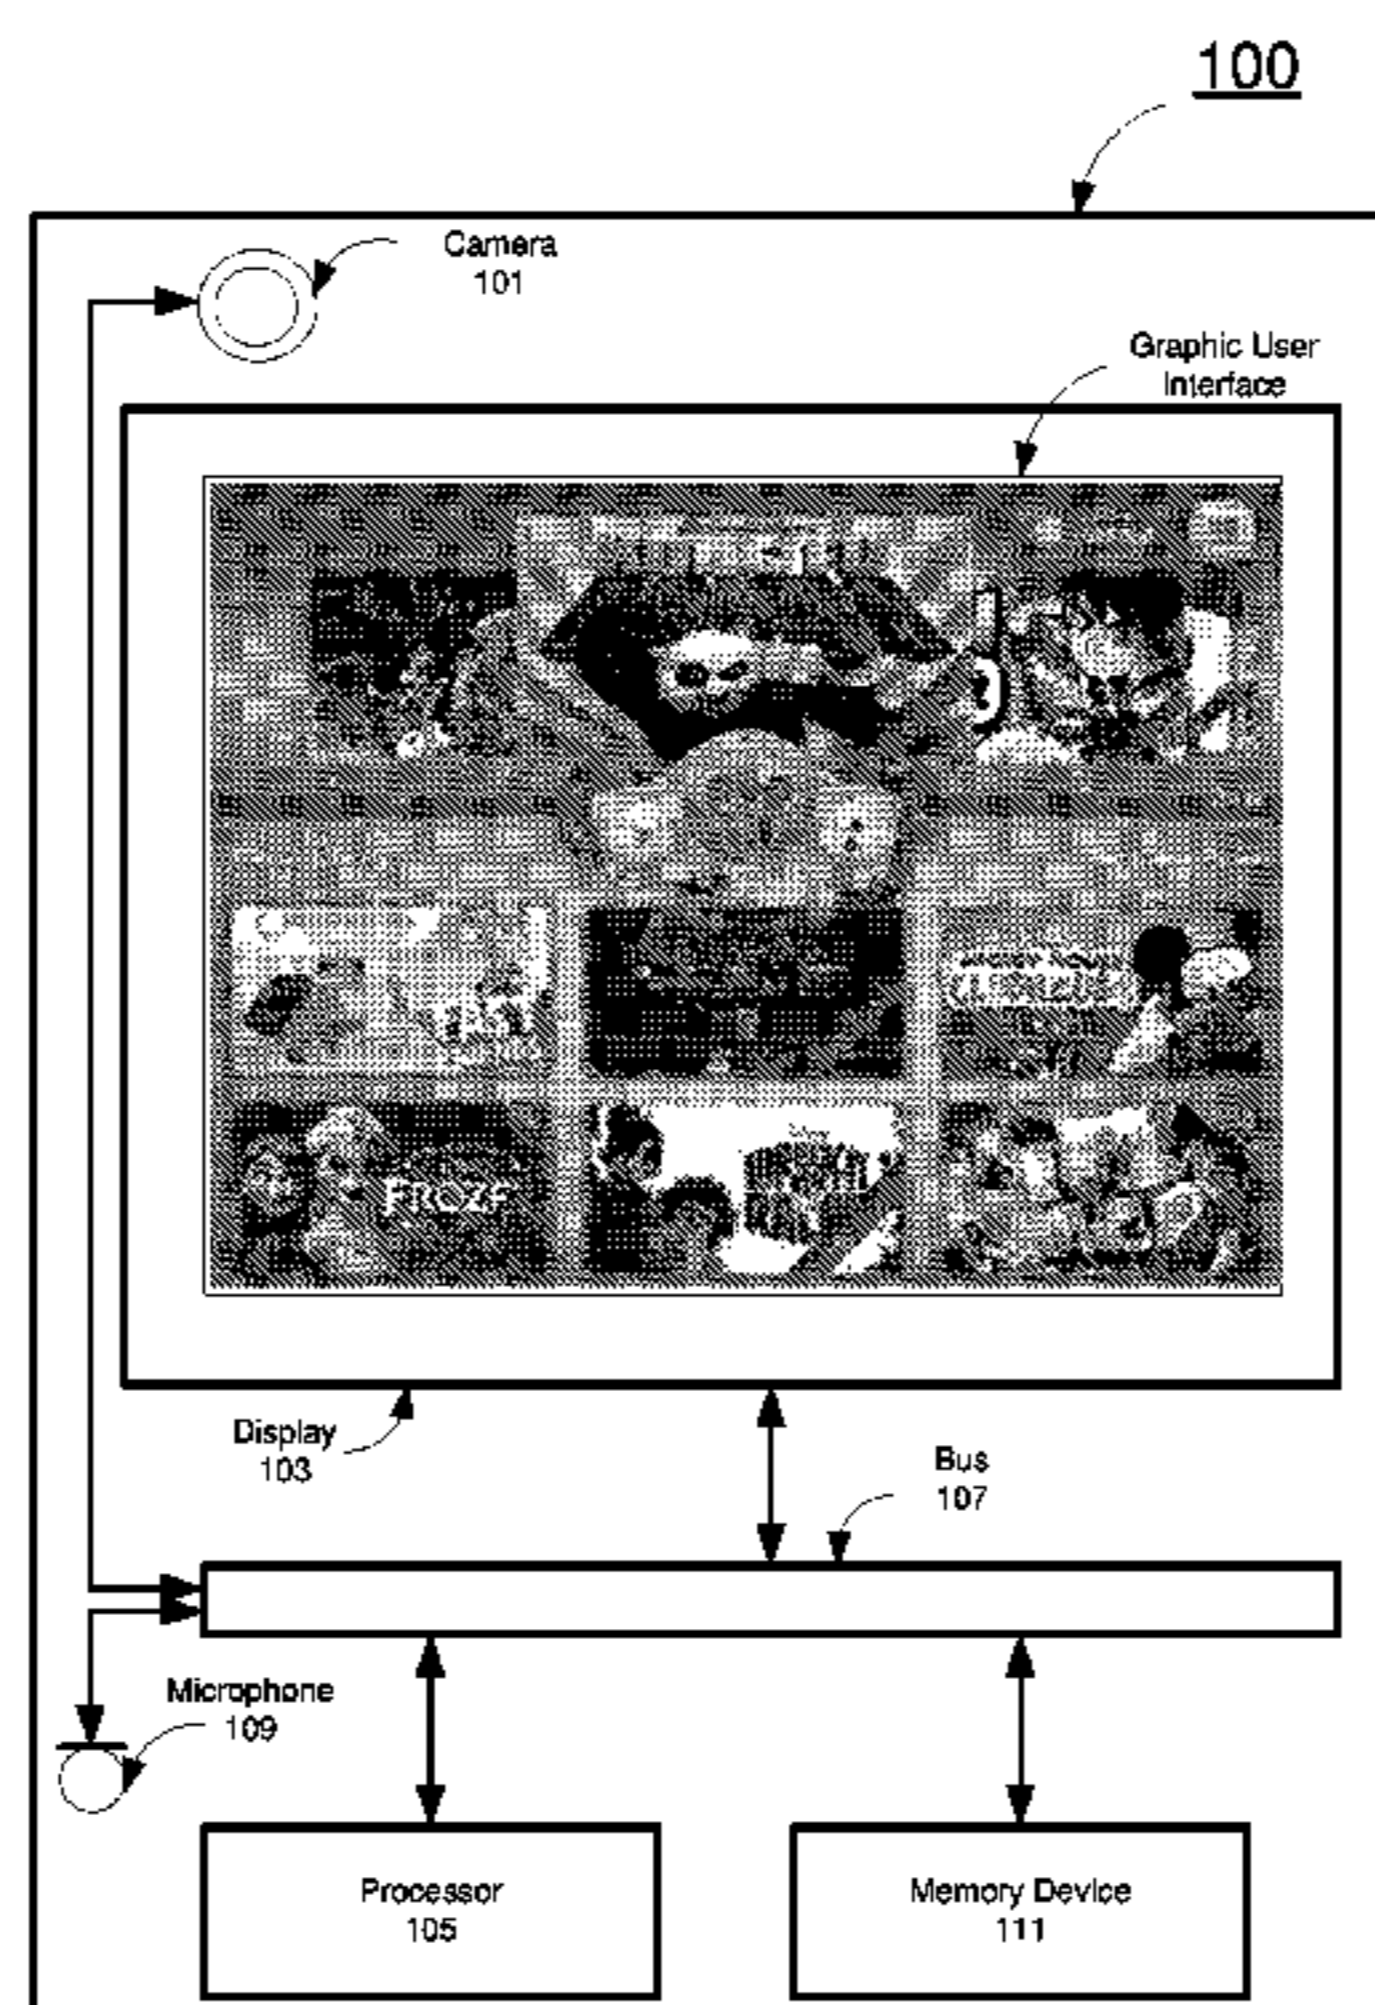 100
Camera
101
Graphic User
Interface
FROZE
Display
103
Bus
107
Microphone
109
Processor
105
Memory Device
111